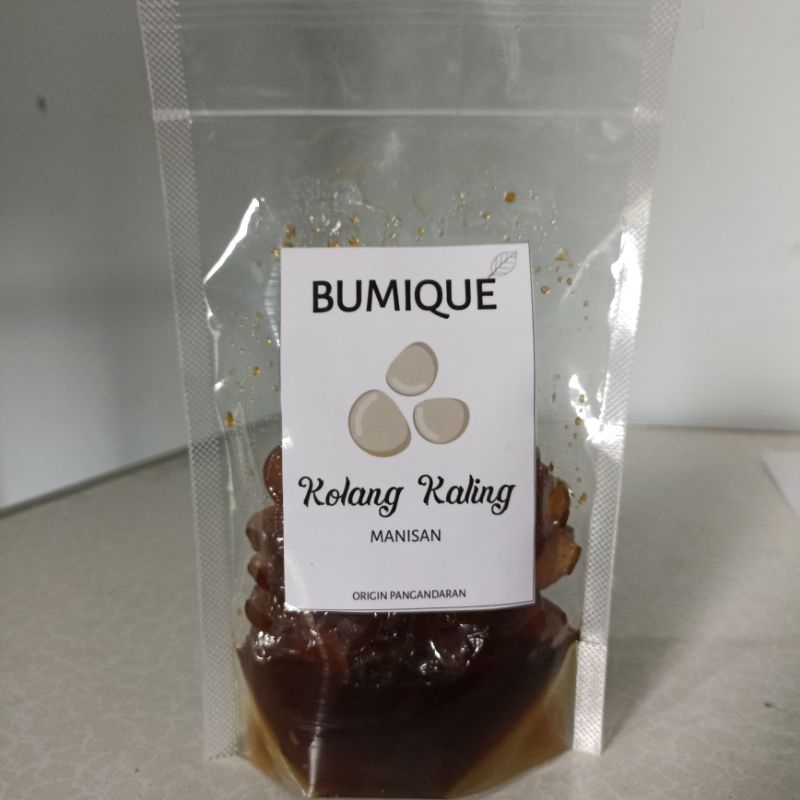 BUMIQUE
Kolang Kaling
MANISAN
ORIGIN PANGANDARAN